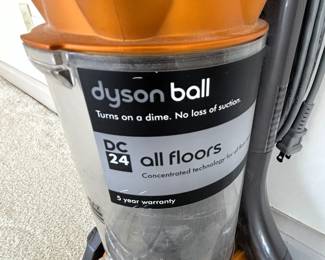 dyson ball
Turns on a dime. No loss of suction.
DC
24
all floors
Concentrated technology for all
5 year warranty